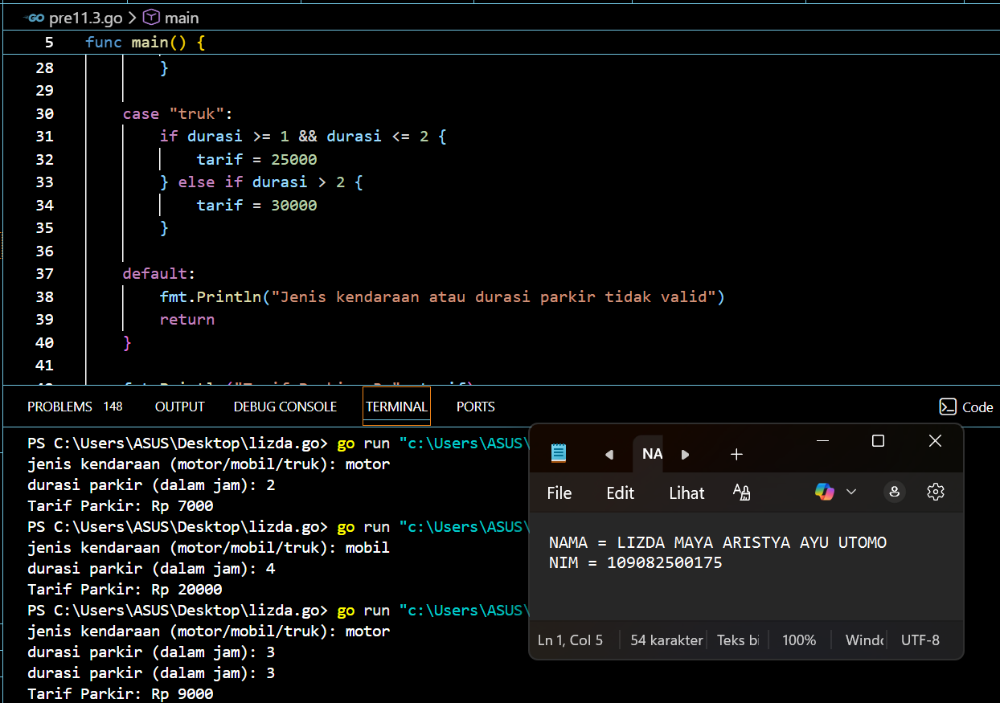 GO pre11.3.go > main
5 func main() {
28 }
29
30 case "truk":
31 if durasi >= 1 && durasi <= 2 {
32 tarif = 25000
33 } else if durasi > 2 {
34 tarif = 30000
35 }
36
37 default:
38 fmt.Println("Jenis kendaraan atau durasi parkir tidak valid")
39 return
40 }
41
PROBLEMS 148 OUTPUT DEBUG CONSOLE TERMINAL PORTS Code
PS C:\Users\ASUS\Desktop\lizda.go> go run "c:\Users\ASUS\
jenis kendaraan (motor/mobil/truk): motor
durasi parkir (dalam jam): 2
Tarif Parkir: Rp 7000
PS C:\Users\ASUS\Desktop\lizda.go> go run "c:\Users\ASUS\
jenis kendaraan (motor/mobil/truk): mobil
durasi parkir (dalam jam): 4
Tarif Parkir: Rp 20000
PS C:\Users\ASUS\Desktop\lizda.go> go run "c:\Users\ASUS\
jenis kendaraan (motor/mobil/truk): motor
durasi parkir (dalam jam): 3
durasi parkir (dalam jam): 3
Tarif Parkir: Rp 9000
NA
File Edit Lihat
NAMA = LIZDA MAYA ARISTYA AYU UTOMO
NIM = 109082500175
Ln 1, Col 5 54 karakter Teks bi 100% Windo UTF-8